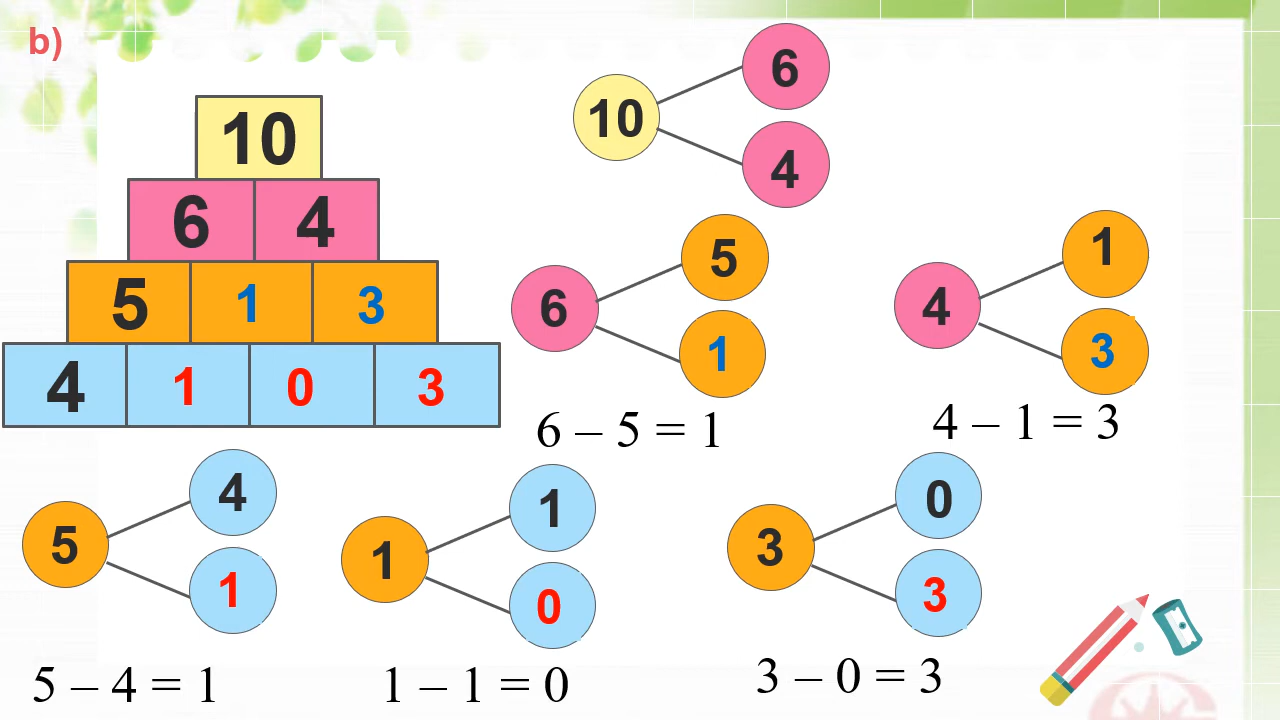 b)
10
6 4
5 1 3
4 1 0 3
10 6 4
6 5 1
6 – 5 = 1
4 1 3
4 – 1 = 3
5 4 1
5 – 4 = 1
1 1 0
1 – 1 = 0
3 0 3
3 – 0 = 3